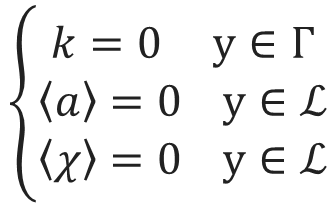 k = 0 y ∈ Γ
⟨a⟩ = 0 y ∈ ℒ
⟨χ⟩ = 0 y ∈ ℒ